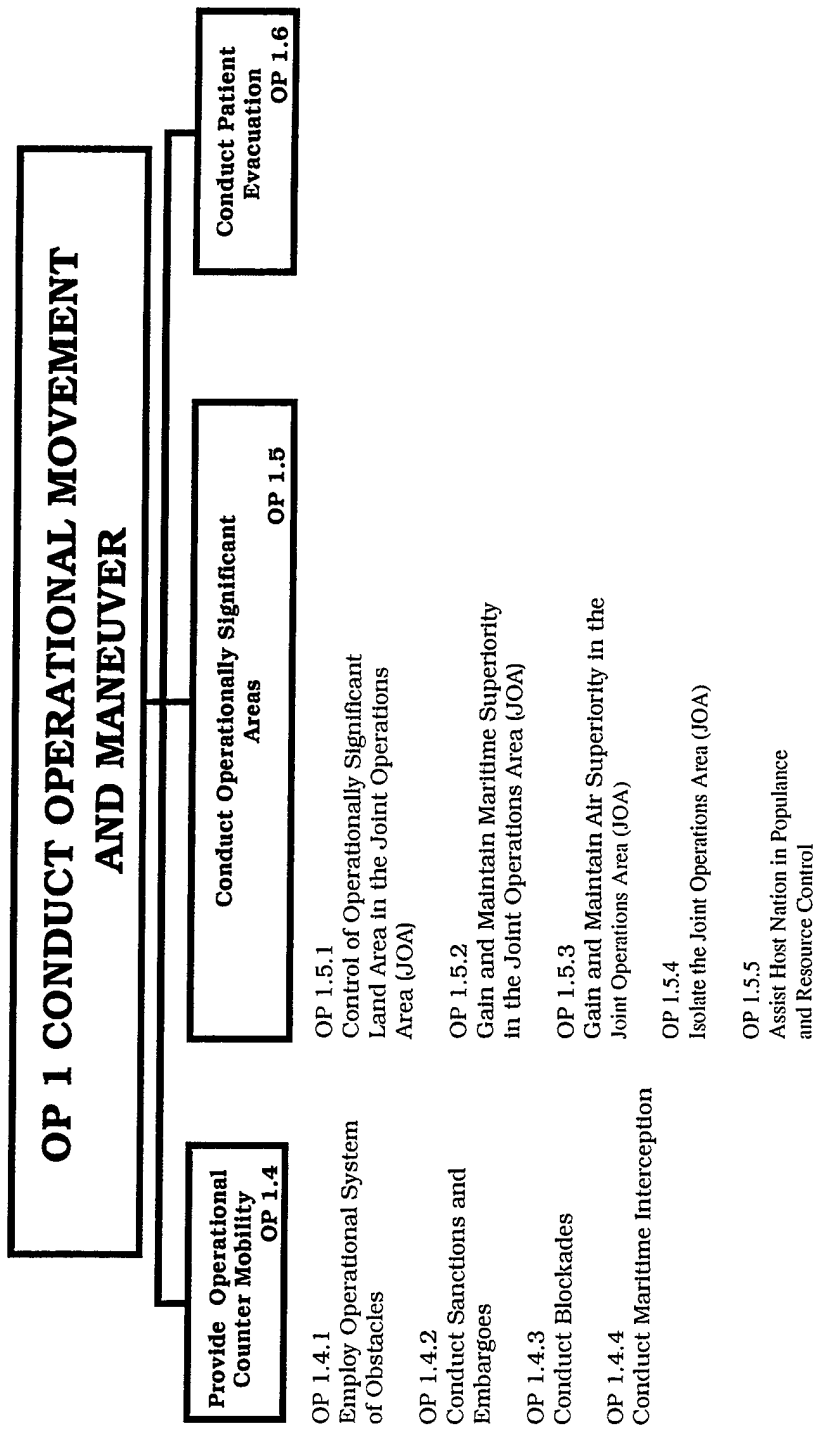 OP 1 CONDUCT OPERATIONAL MOVEMENT
AND MANEUVER
Provide Operational
Counter Mobility
OP 1.4
OP 1.4.1
Employ Operational System
of Obstacles
OP 1.4.2
Conduct Sanctions and
Embargoes
OP 1.4.3
Conduct Blockades
OP 1.4.4
Conduct Maritime Interception
Conduct Operationally Significant
Areas
OP 1.5
OP 1.5.1
Control of Operationally Significant
Land Area in the Joint Operations
Area (JOA)
OP 1.5.2
Gain and Maintain Maritime Superiority
in the Joint Operations Area (JOA)
OP 1.5.3
Gain and Maintain Air Superiority in the
Joint Operations Area (JOA)
OP 1.5.4
Isolate the Joint Operations Area (JOA)
OP 1.5.5
Assist Host Nation in Populance
and Resource Control
Conduct Patient
Evacuation
OP 1.6